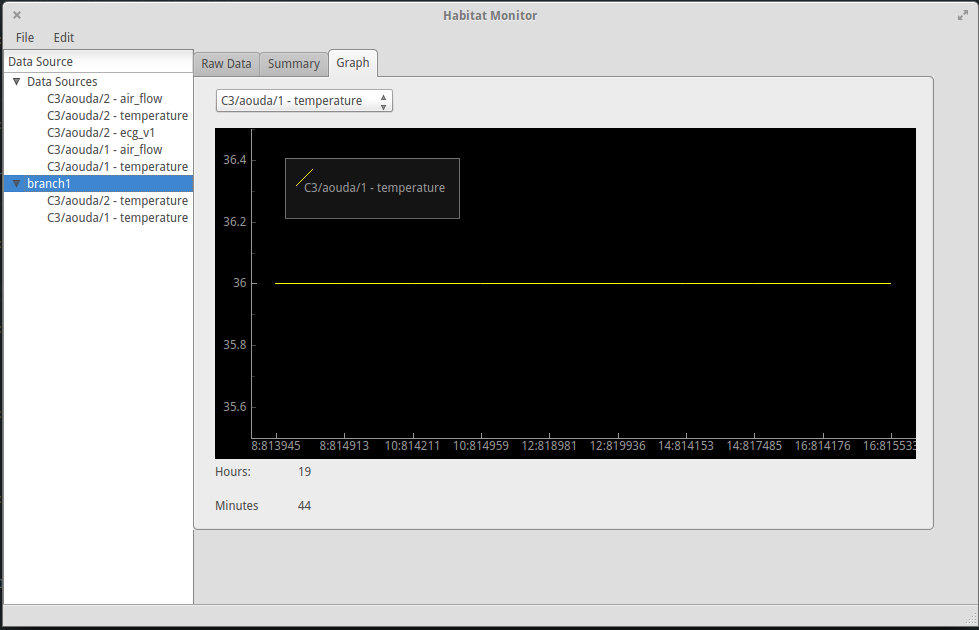 Habitat Monitor
File Edit
Data Source
Data Sources
C3/aouda/2 - air_flow
C3/aouda/2 - temperature
C3/aouda/2 - ecg_v1
C3/aouda/1 - air_flow
C3/aouda/1 - temperature
branch1
C3/aouda/2 - temperature
C3/aouda/1 - temperature
Raw Data Summary Graph
C3/aouda/1 - temperature
36.4
C3/aouda/1 - temperature
36.2
36
35.8
35.6
8:813945 8:814913 10:814211 10:814959 12:818981 12:819936 14:814153 14:817485 16:814176 16:815533
Hours: 19
Minutes 44